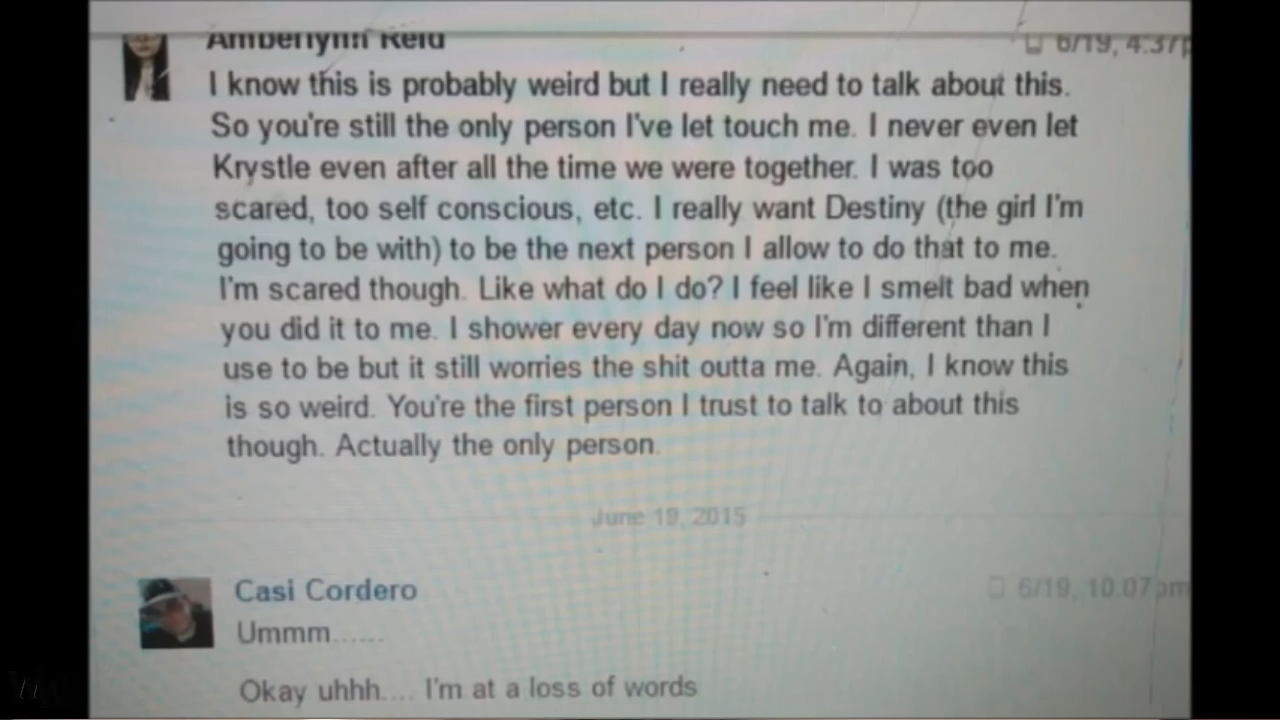 Amberlynn Reid
6/19, 4:37p
I know this is probably weird but I really need to talk about this.
So you're still the only person I've let touch me. I never even let
Krystle even after all the time we were together. I was too
scared, too self conscious, etc. I really want Destiny (the girl I'm
going to be with) to be the next person I allow to do that to me.
I'm scared though. Like what do I do? I feel like I smelt bad when
you did it to me. I shower every day now so I'm different than I
use to be but it still worries the shit outta me. Again, I know this
is so weird. You're the first person I trust to talk to about this
though. Actually the only person.
June 19, 2015
Casi Cordero
6/19, 10:07pm
Ummm......
Okay uhhh.... I'm at a loss of words